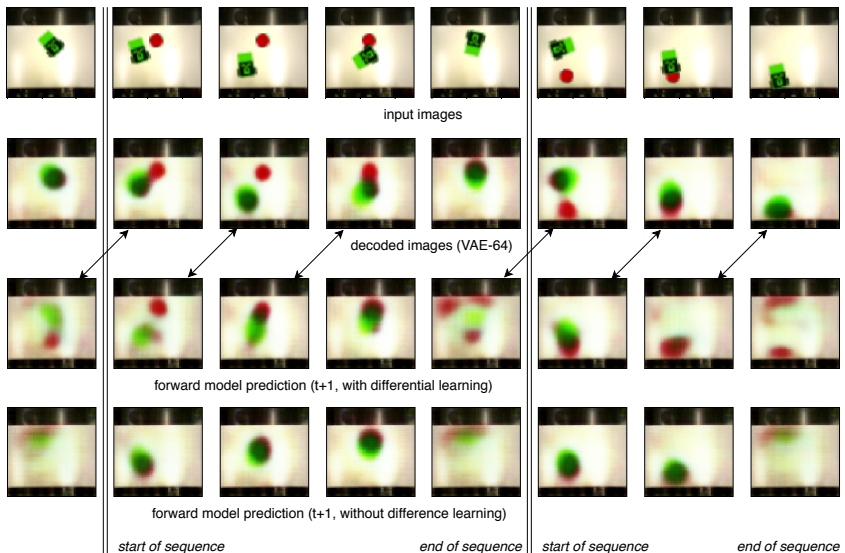 input images
decoded images (VAE-64)
forward model prediction (t+1, with differential learning)
forward model prediction (t+1, without difference learning)
start of sequence
end of sequence
start of sequence
end of sequence